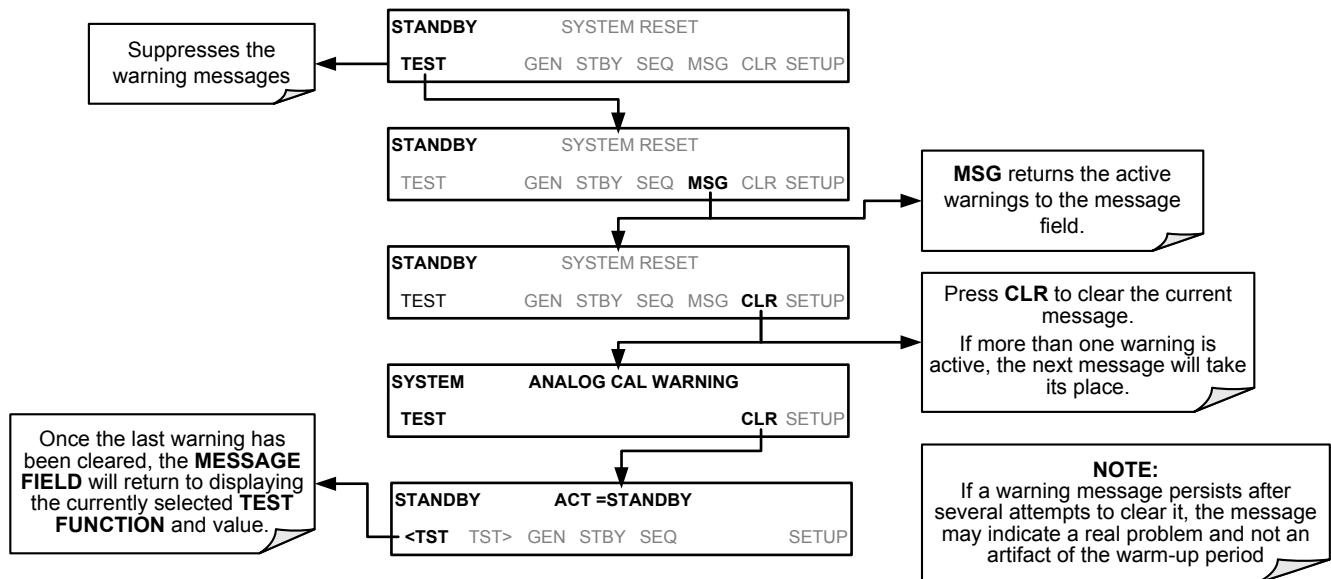 Suppresses the
warning messages
STANDBY SYSTEM RESET
TEST GEN STBY SEQ MSG CLR SETUP
STANDBY SYSTEM RESET
TEST GEN STBY SEQ MSG CLR SETUP
MSG returns the active
warnings to the message
field.
STANDBY SYSTEM RESET
TEST GEN STBY SEQ MSG CLR SETUP
Press CLR to clear the current
message.
If more than one warning is
active, the next message will take
its place.
SYSTEM ANALOG CAL WARNING
TEST CLR SETUP
Once the last warning has
been cleared, the MESSAGE
FIELD will return to displaying
the currently selected TEST
FUNCTION and value.
STANDBY ACT =STANDBY
<TST TST> GEN STBY SEQ SETUP
NOTE:
If a warning message persists after
several attempts to clear it, the message
may indicate a real problem and not an
artifact of the warm-up period